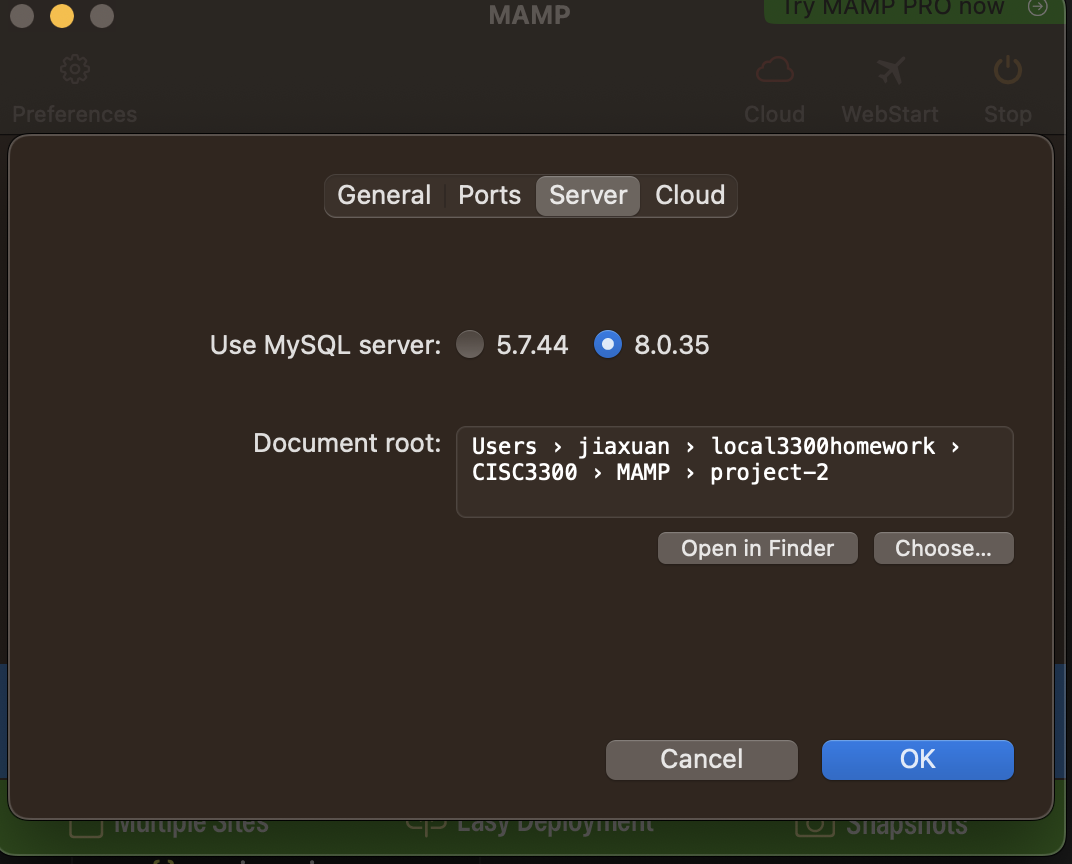 MAMP
Try MAMP PRO now
Preferences
Cloud
WebStart
Stop
General
Ports
Server
Cloud
Use MySQL server:
5.7.44
8.0.35
Document root:
Users › jiaxuan › local3300homework ›
CISC3300 › MAMP › project-2
Open in Finder
Choose...
Cancel
OK
Multiple Sites
Easy Deployment
Snapshots